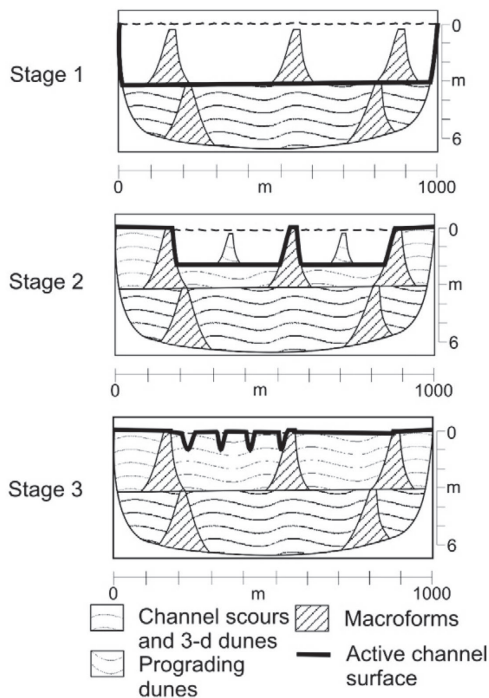 Stage 1
0
m
6
0
m
1000
Stage 2
0
m
6
0
m
1000
Stage 3
0
m
6
0
m
1000
Channel scours
and 3-d dunes
Prograding
dunes
Macroforms
Active channel
surface